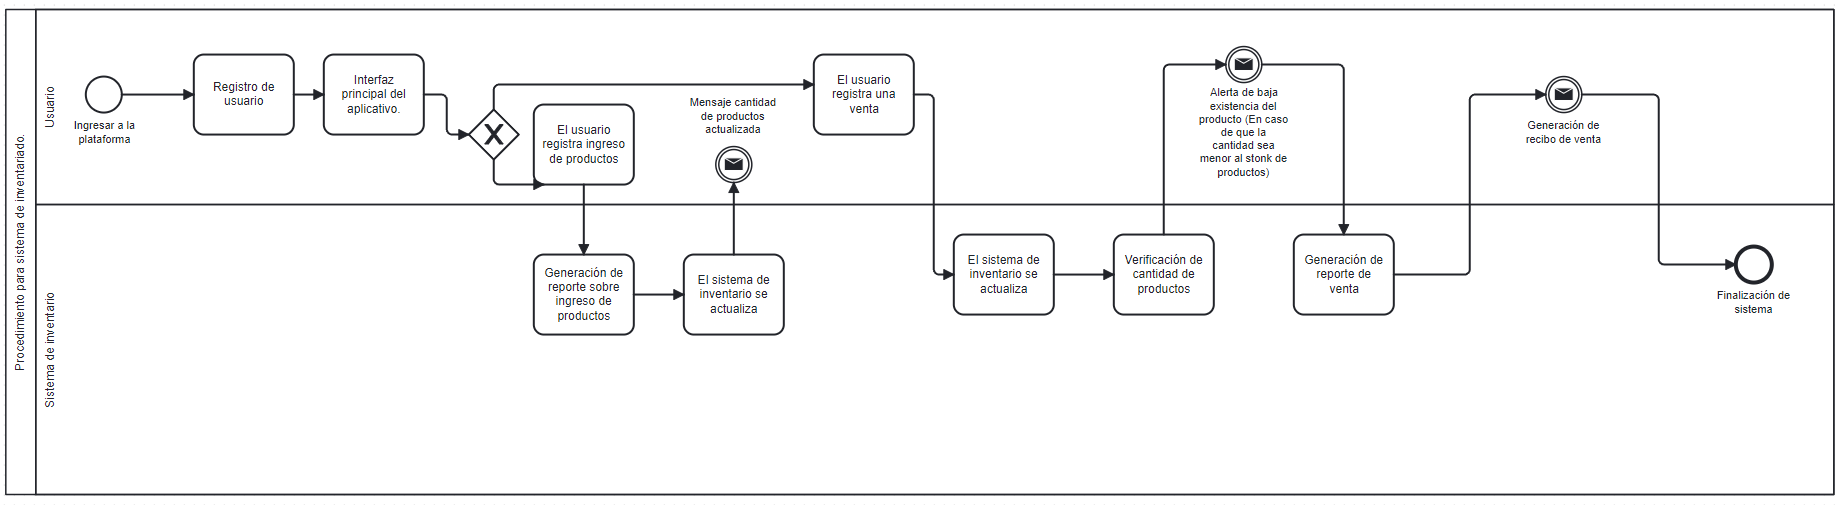 Procedimiento para sistema de inventariado.
Usuario
Ingresar a la
plataforma
Registro de
usuario
Interfaz
principal del
aplicativo.
El usuario
registra ingreso
de productos
Mensaje cantidad
de productos
actualizada
El usuario
registra una
venta
Alerta de baja
existencia del
producto (En caso
de que la
cantidad sea
menor al stonk de
productos)
Generación de
recibo de venta
Sistema de inventario
Generación de
reporte sobre
ingreso de
productos
El sistema de
inventario se
actualiza
El sistema de
inventario se
actualiza
Verificación de
cantidad de
productos
Generación de
reporte de
venta
Finalización de
sistema